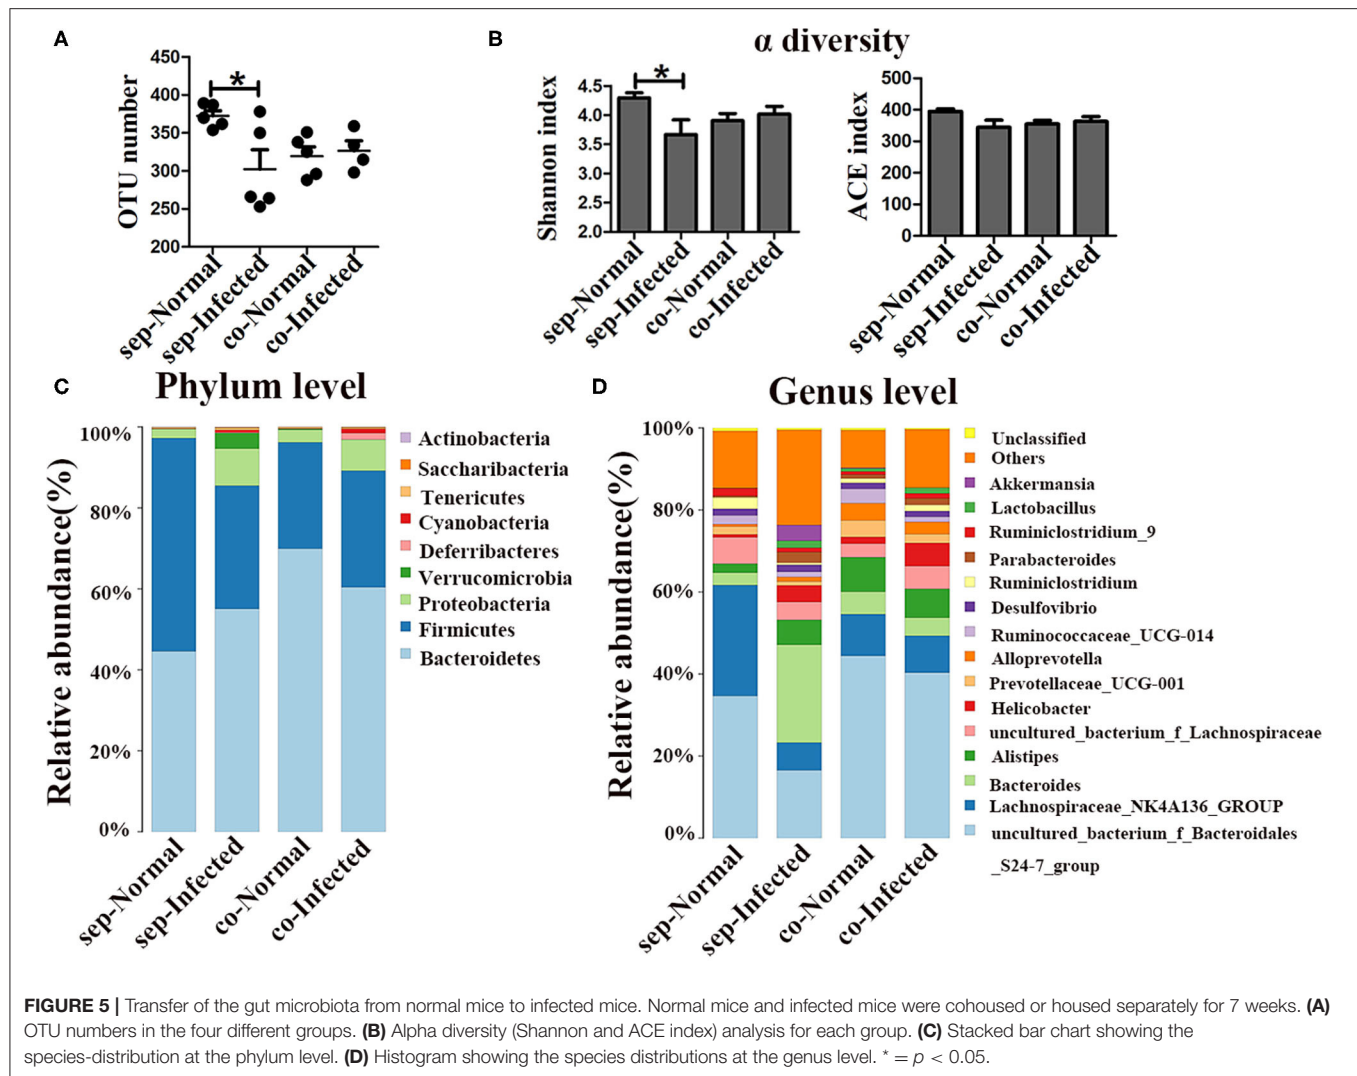 A
OTU number
450
400
350
300
250
200
*
sep-Normal
sep-Infected
co-Normal
co-Infected
B
α diversity
Shannon index
4.5
4.0
3.5
3.0
2.5
2.0
*
sep-Normal
sep-Infected
co-Normal
co-Infected
ACE index
500
400
300
200
100
0
sep-Normal
sep-Infected
co-Normal
co-Infected
C
Phylum level
Relative abundance(%)
100%
80%
60%
40%
20%
0%
sep-Normal
sep-Infected
co-Normal
co-Infected
Actinobacteria
Saccharibacteria
Tenericutes
Cyanobacteria
Deferribacteres
Verrucomicrobia
Proteobacteria
Firmicutes
Bacteroidetes
D
Genus level
Relative abundance(%)
100%
80%
60%
40%
20%
0%
sep-Normal
sep-Infected
co-Normal
co-Infected
Unclassified
Others
Akkermansia
Lactobacillus
Ruminiclostridium_9
Parabacteroides
Ruminiclostridium
Desulfovibrio
Ruminococcaceae_UCG-014
Alloprevotella
Prevotellaceae_UCG-001
Helicobacter
uncultured_bacterium_f_Lachnospiraceae
Alistipes
Bacteroides
Lachnospiraceae_NK4A136_GROUP
uncultured_bacterium_f_Bacteroidales
_S24-7_group
FIGURE 5 | Transfer of the gut microbiota from normal mice to infected mice. Normal mice and infected mice were cohoused or housed separately for 7 weeks. (A)
OTU numbers in the four different groups. (B) Alpha diversity (Shannon and ACE index) analysis for each group. (C) Stacked bar chart showing the
species-distribution at the phylum level. (D) Histogram showing the species distributions at the genus level. * = p < 0.05.